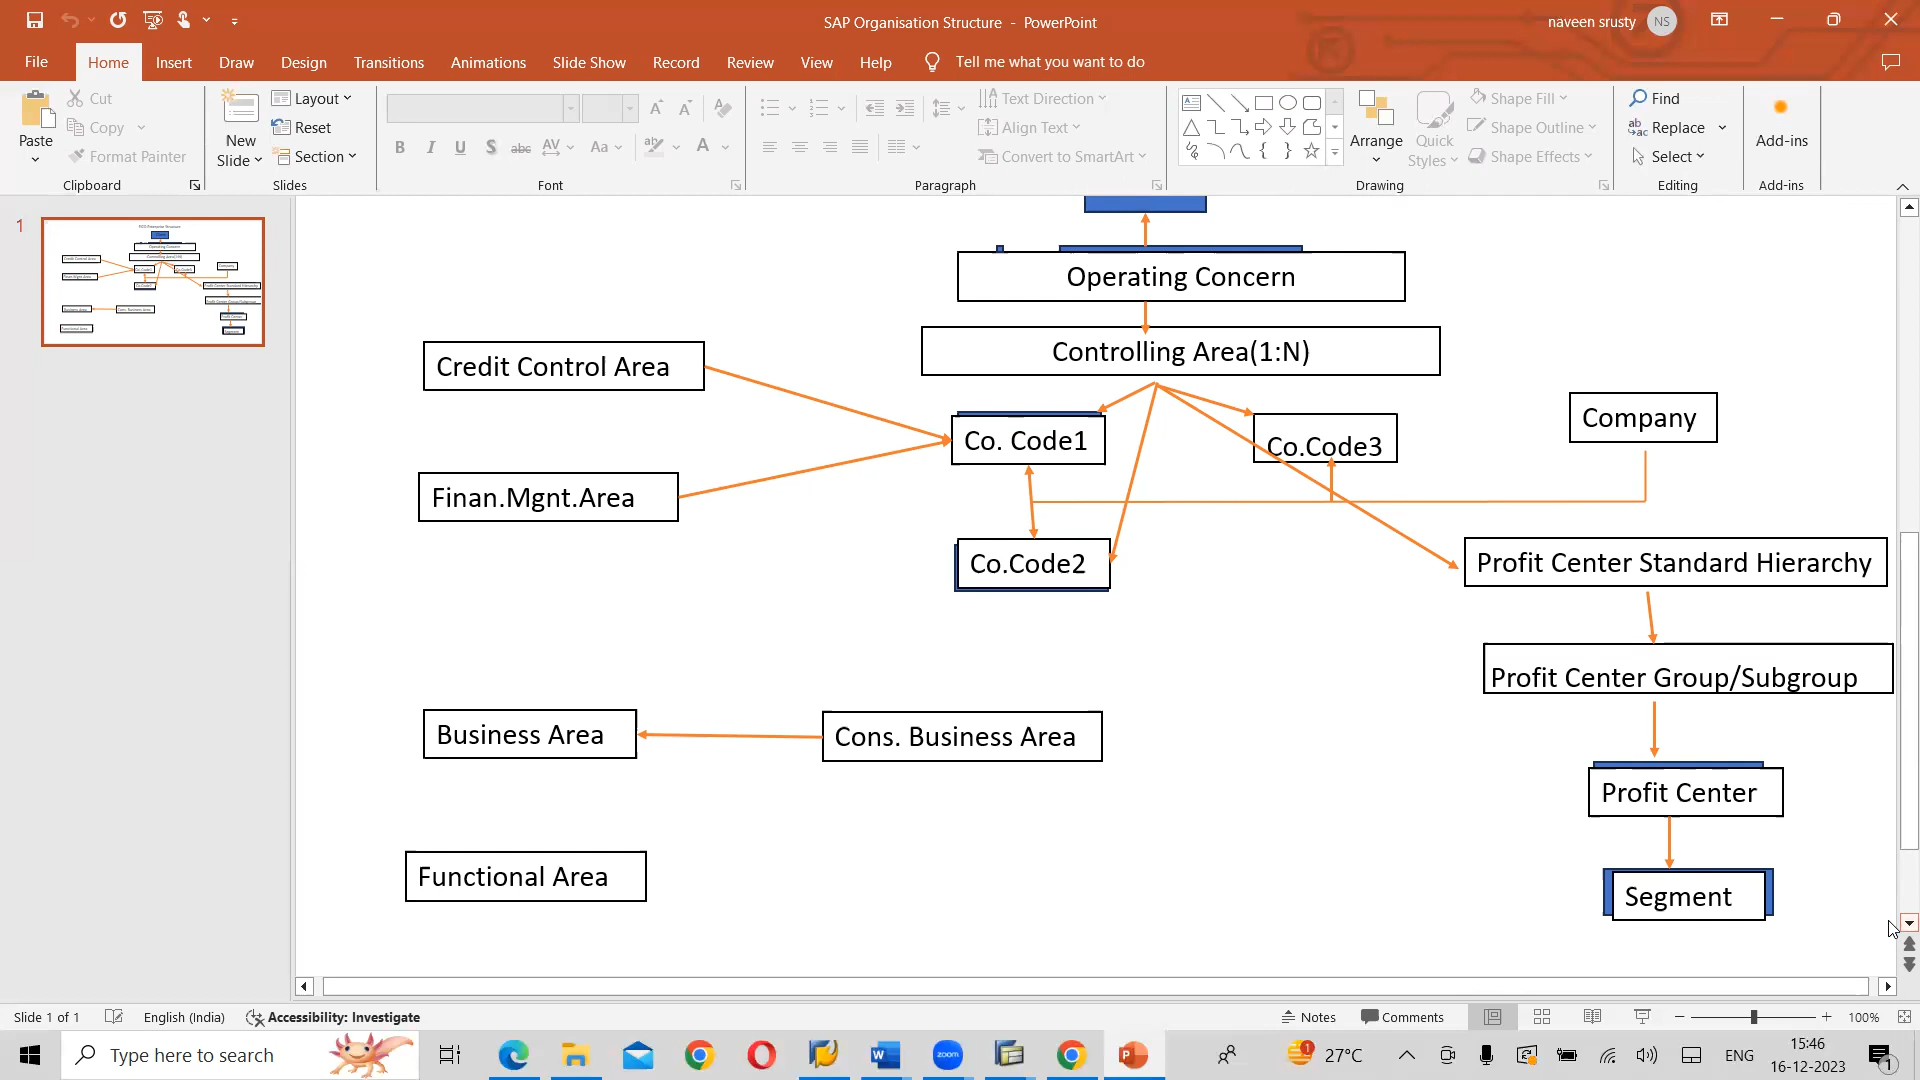 SAP Organisation Structure - PowerPoint
naveen srusty NS
File Home Insert Draw Design Transitions Animations Slide Show Record Review View Help Tell me what you want to do
Paste
Cut
Copy
Format Painter
Clipboard
New Slide
Layout
Reset
Section
Slides
B I U S abc AV Aa A
Font
Text Direction
Align Text
Convert to SmartArt
Paragraph
Arrange
Quick Styles
Shape Fill
Shape Outline
Shape Effects
Drawing
Find
Replace
Select
Editing
Add-ins
Add-ins
1
Operating Concern
Controlling Area(1:N)
Credit Control Area
Company
Co. Code1
Co.Code3
Finan.Mgnt.Area
Co.Code2
Profit Center Standard Hierarchy
Profit Center Group/Subgroup
Business Area
Cons. Business Area
Profit Center
Functional Area
Segment
Slide 1 of 1 English (India) Accessibility: Investigate Notes Comments 100%
Type here to search
zoom
1
27°C
ENG
15:46
16-12-2023
1